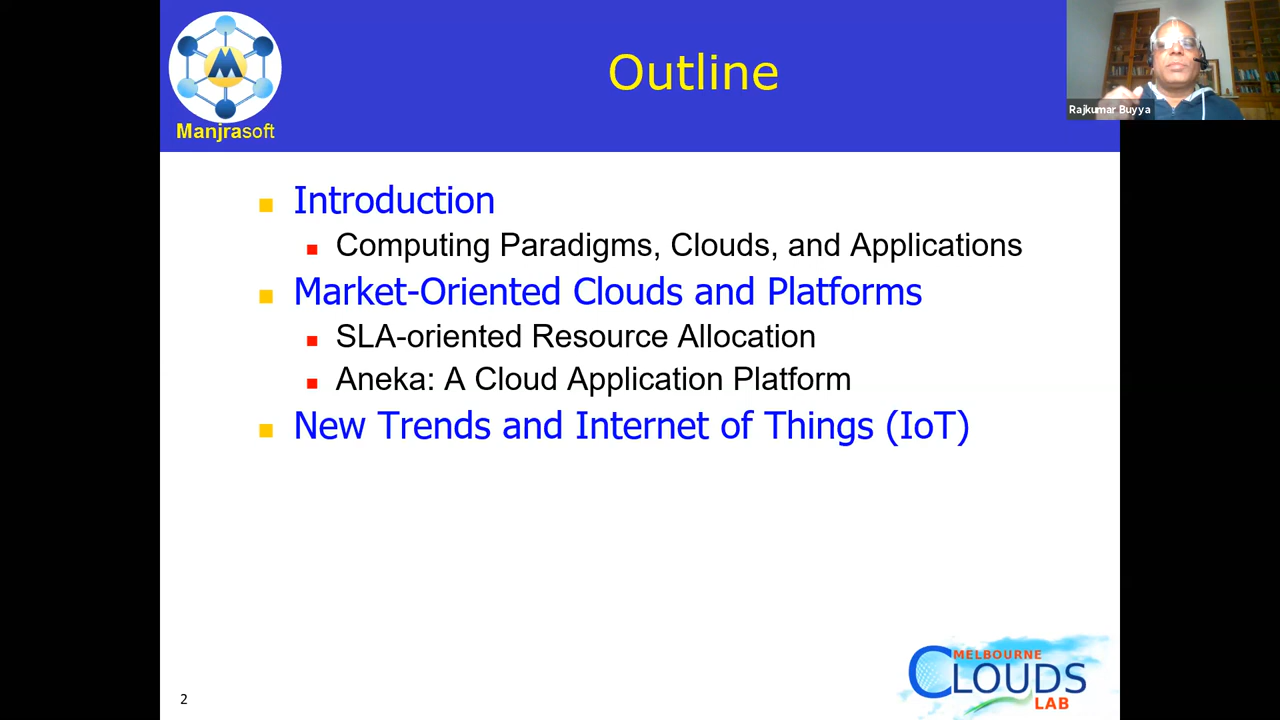 Outline
Manjrasoft
Rajkumar Buyya
Introduction
Computing Paradigms, Clouds, and Applications
Market-Oriented Clouds and Platforms
SLA-oriented Resource Allocation
Aneka: A Cloud Application Platform
New Trends and Internet of Things (IoT)
2
MELBOURNE
CLOUDS
LAB